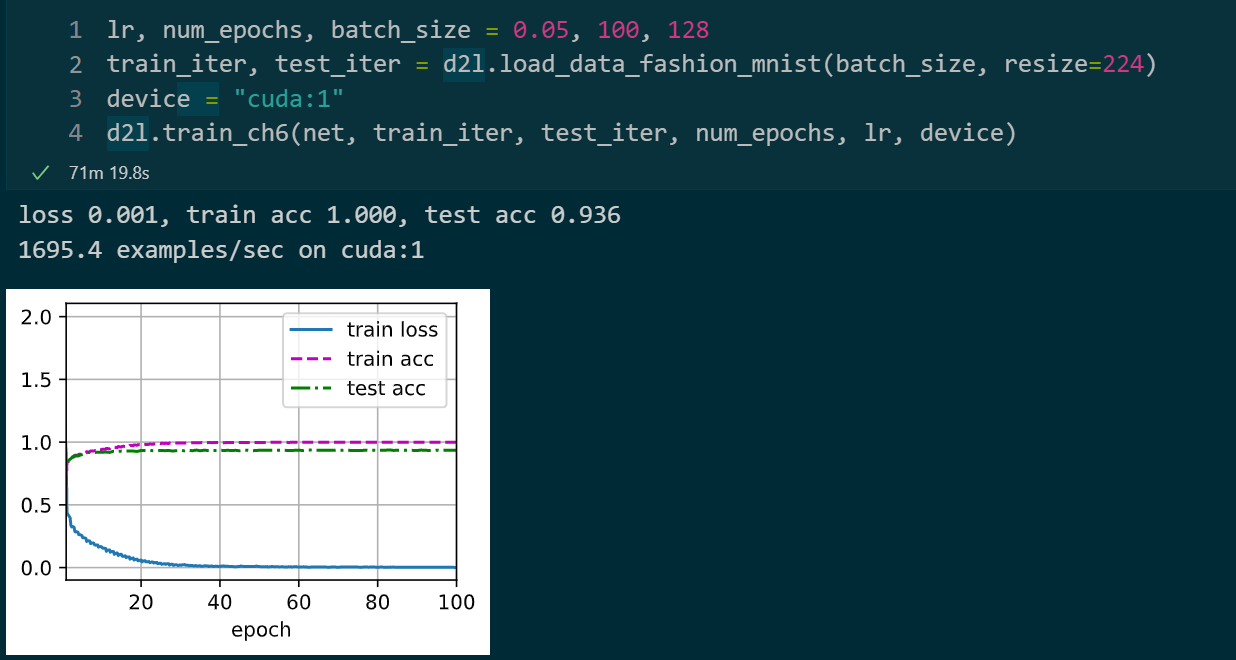 1 lr, num_epochs, batch_size = 0.05, 100, 128
2 train_iter, test_iter = d2l.load_data_fashion_mnist(batch_size, resize=224)
3 device = "cuda:1"
4 d2l.train_ch6(net, train_iter, test_iter, num_epochs, lr, device)
71m 19.8s
loss 0.001, train acc 1.000, test acc 0.936
1695.4 examples/sec on cuda:1
2.0
train loss
train acc
1.5
test acc
1.0
0.5
0.0
20 40 60 80 100
epoch